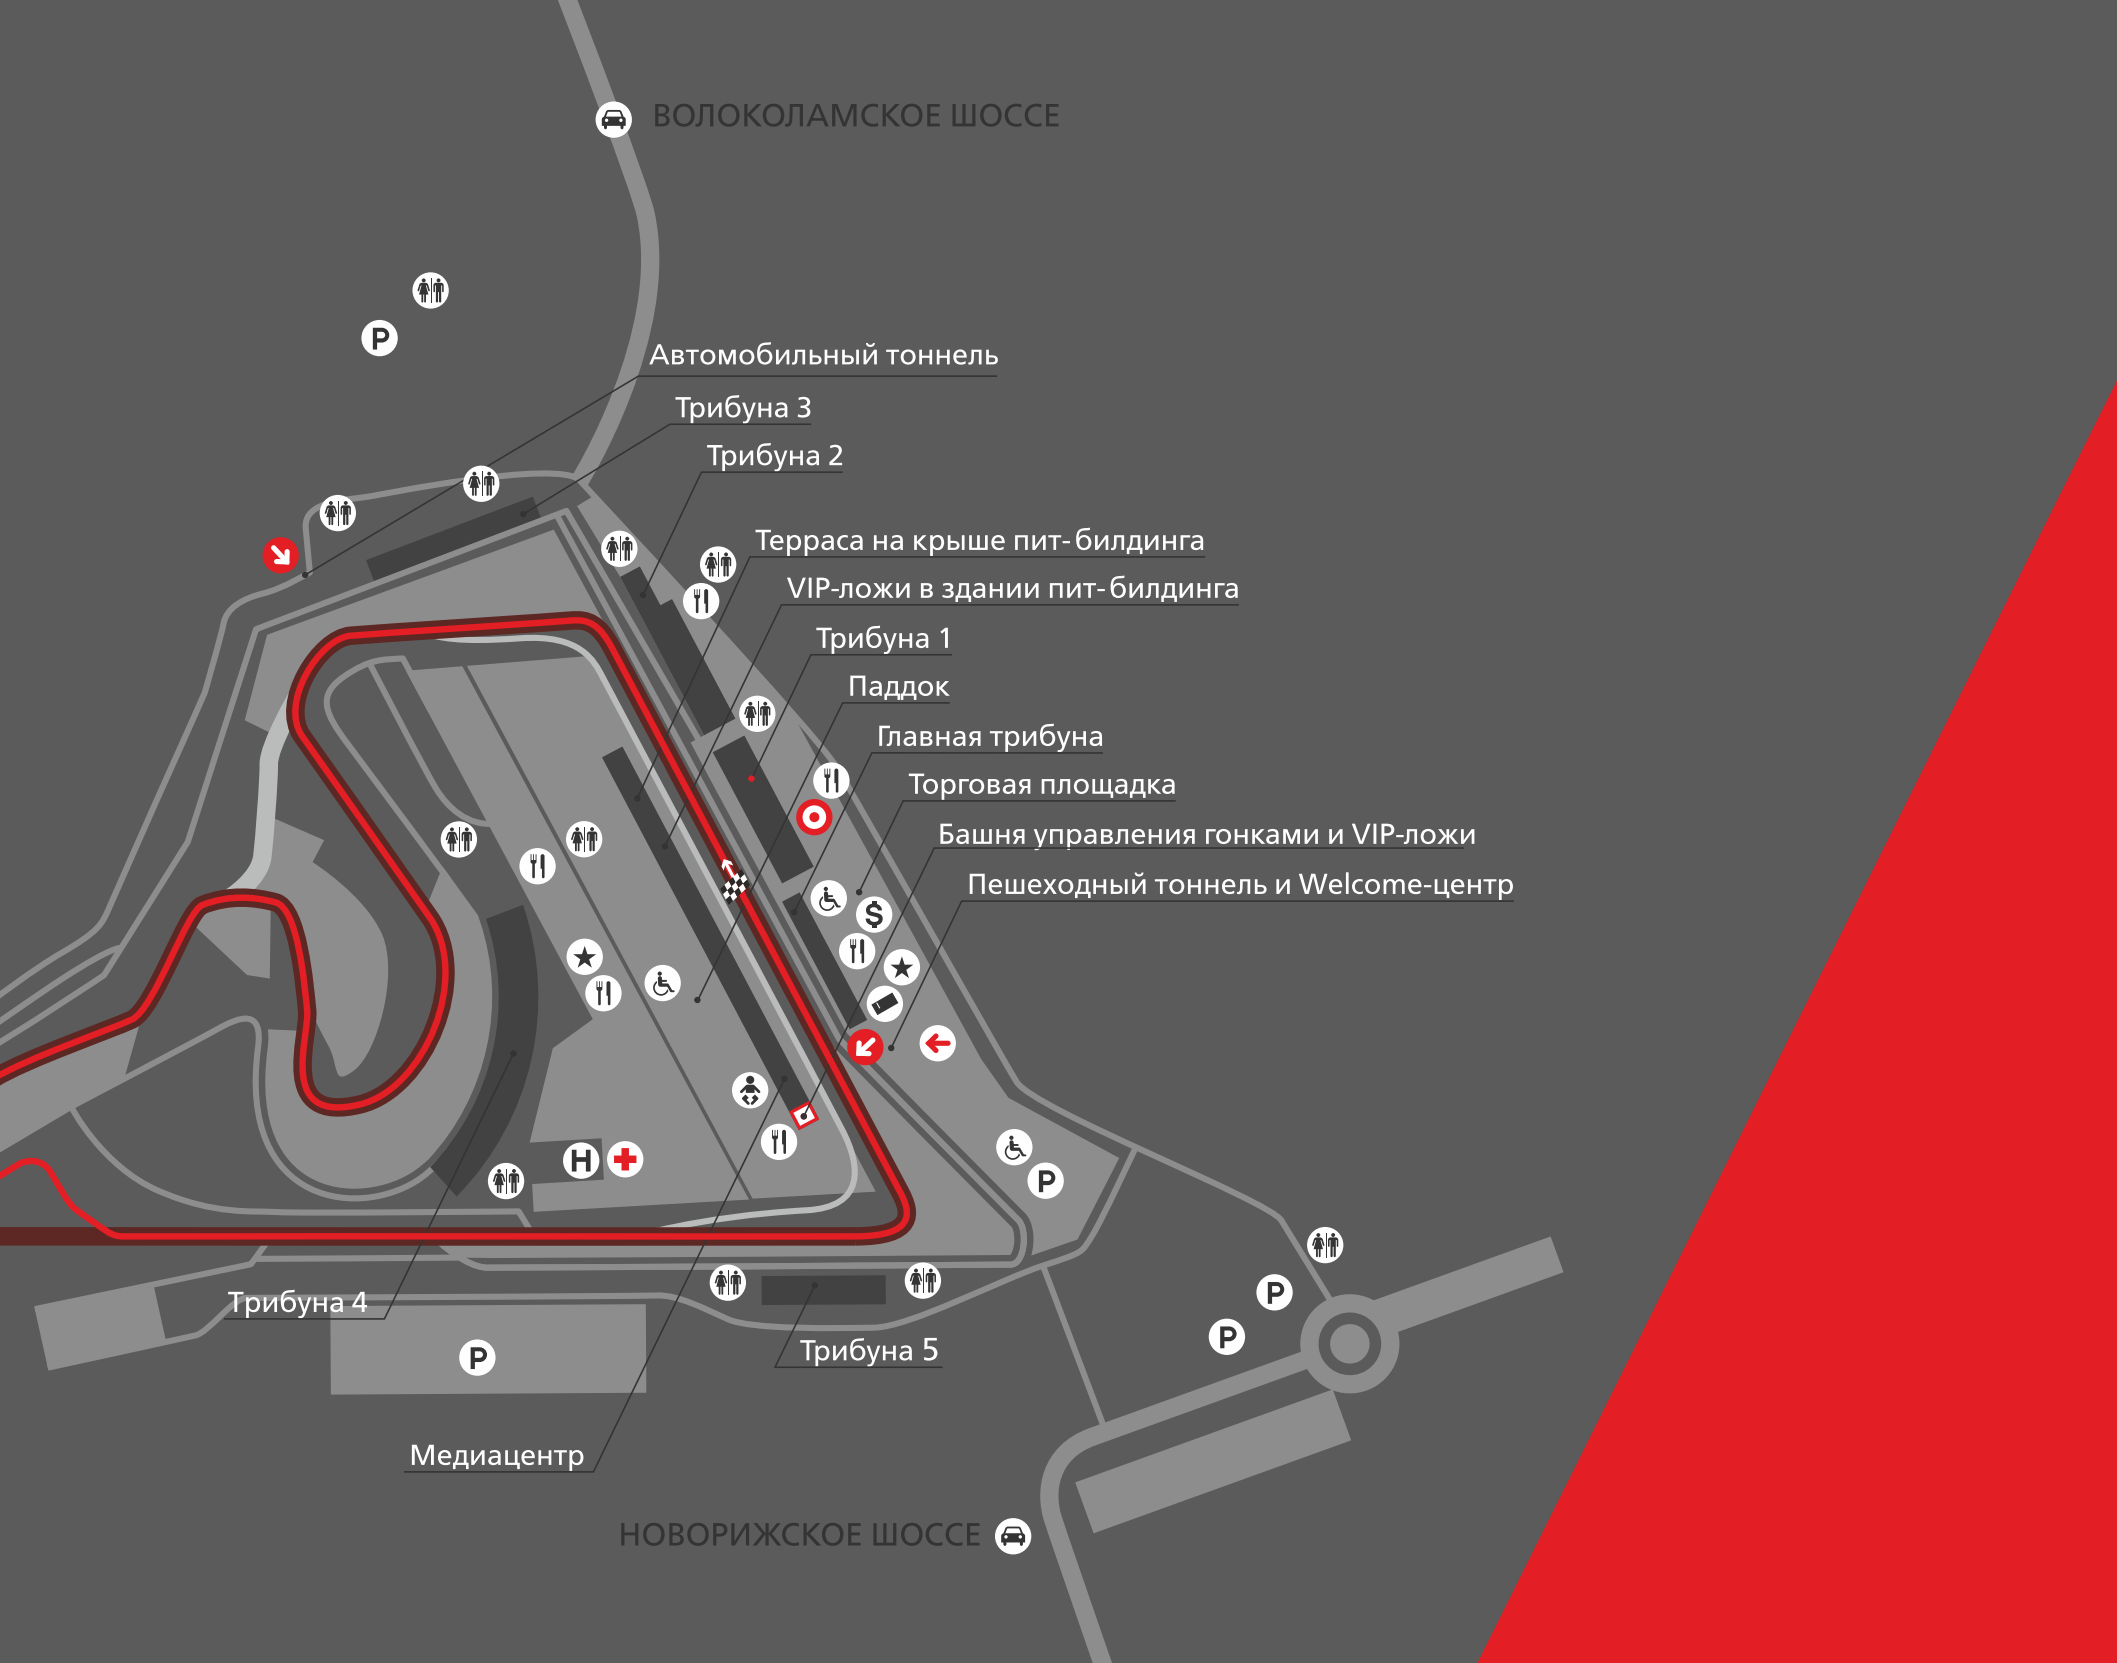 ВОЛОКОЛАМСКОЕ ШОССЕ
P
Автомобильный тоннель
Трибуна 3
Трибуна 2
Терраса на крыше пит-билдинга
VIP-ложи в здании пит-билдинга
Трибуна 1
Паддок
Главная трибуна
Торговая площадка
Башня управления гонками и VIP-ложи
Пешеходный тоннель и Welcome-центр
$
H
P
P
P
Трибуна 4
Трибуна 5
P
Медиацентр
НОВОРИЖСКОЕ ШОССЕ